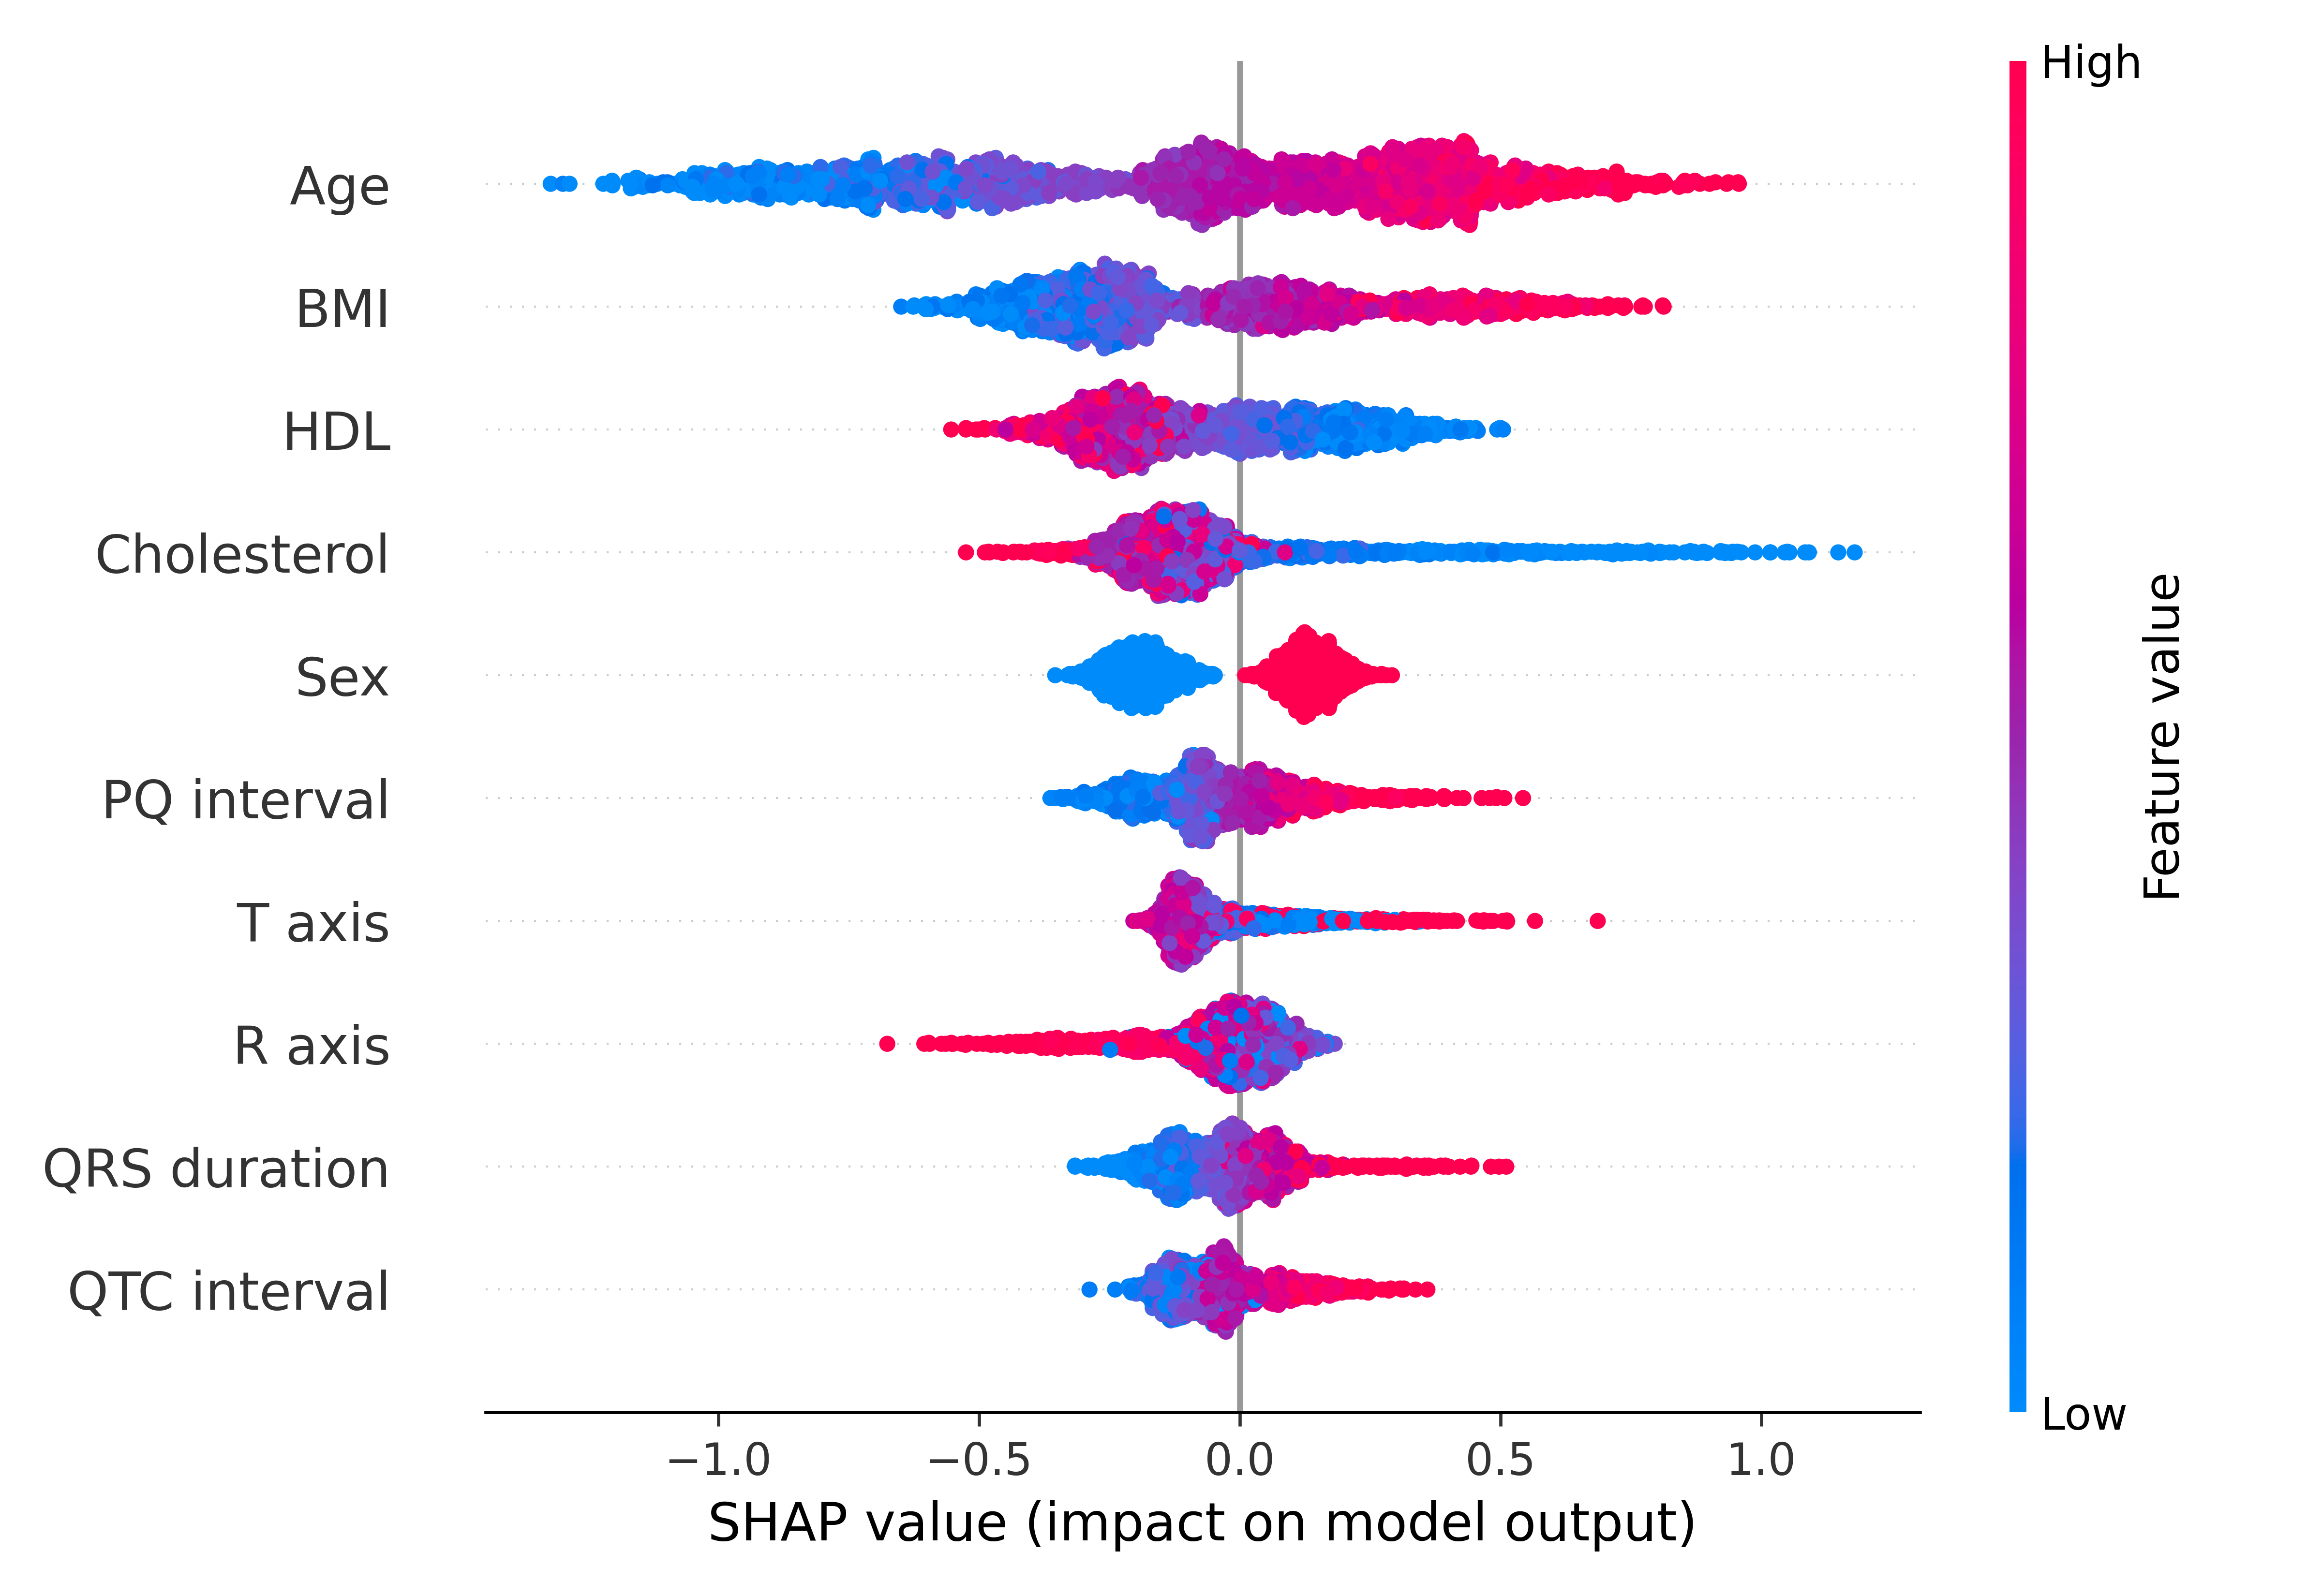 High
Age
BMI
HDL
Cholesterol
Sex
PQ interval
T axis
R axis
QRS duration
QTC interval
Feature value
Low
−1.0 −0.5 0.0 0.5 1.0
SHAP value (impact on model output)